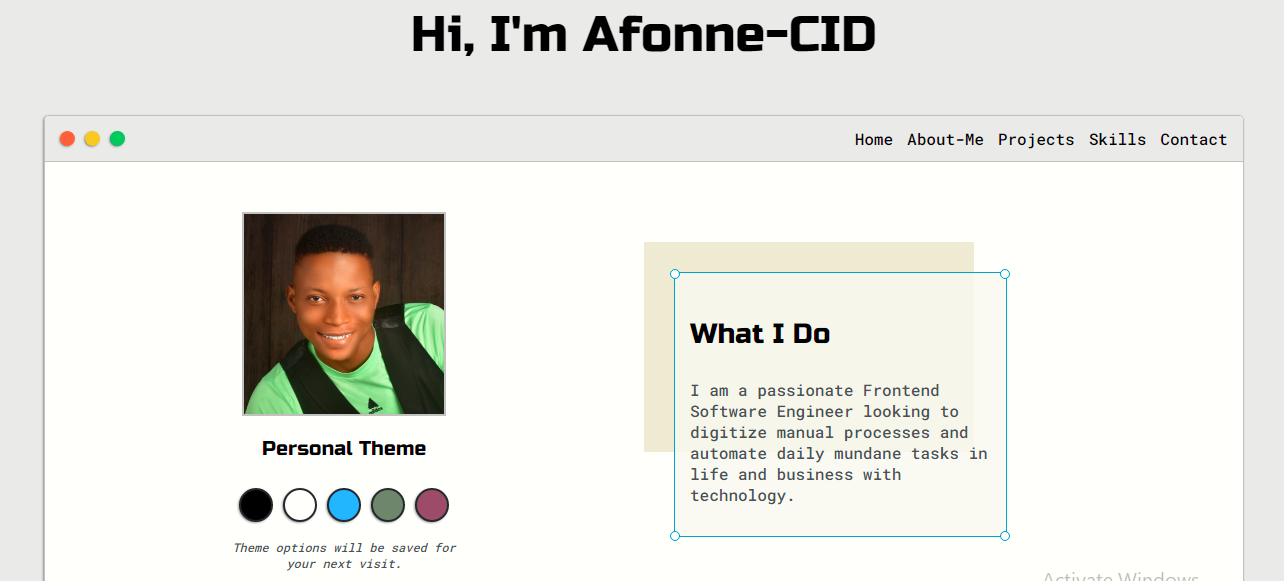 Hi, I'm Afonne-CID
Home About-Me Projects Skills Contact
adidas
Personal Theme
Theme options will be saved for
your next visit.
What I Do
I am a passionate Frontend
Software Engineer looking to
digitize manual processes and
automate daily mundane tasks in
life and business with
technology.
Activate Windows